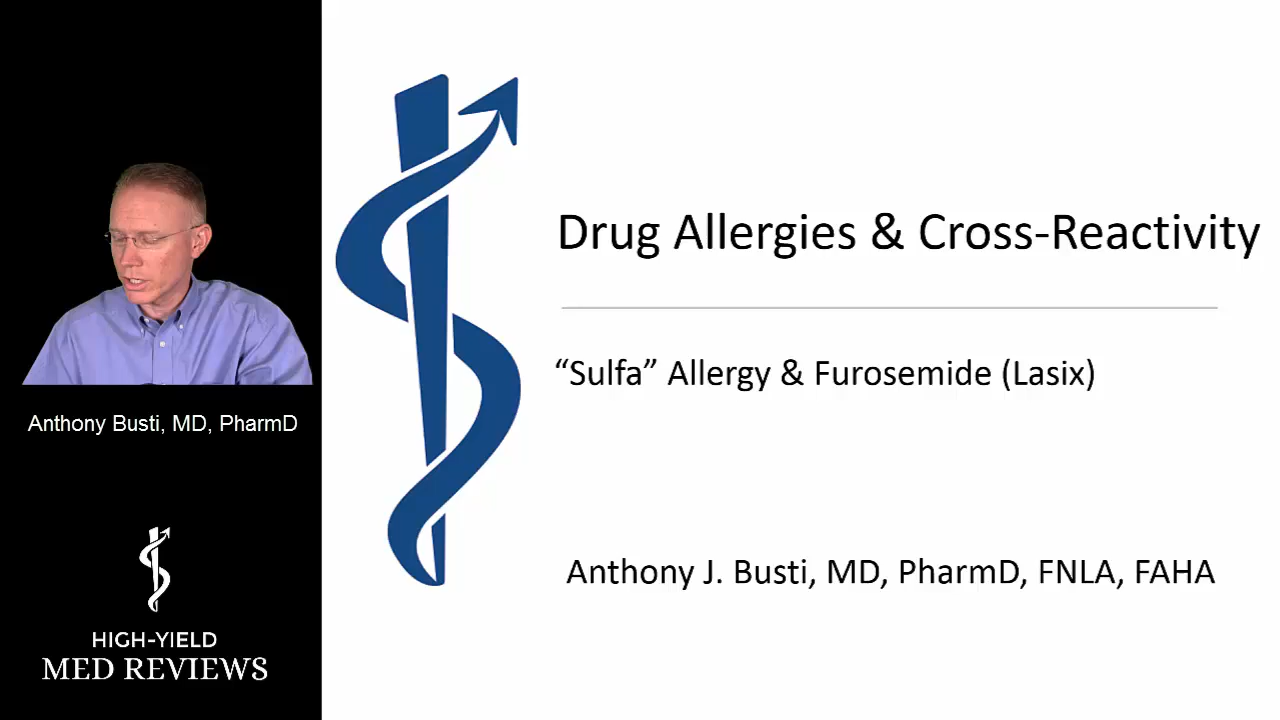 Drug Allergies & Cross-Reactivity
“Sulfa” Allergy & Furosemide (Lasix)
Anthony Busti, MD, PharmD
Anthony J. Busti, MD, PharmD, FNLA, FAHA
HIGH-YIELD
MED REVIEWS